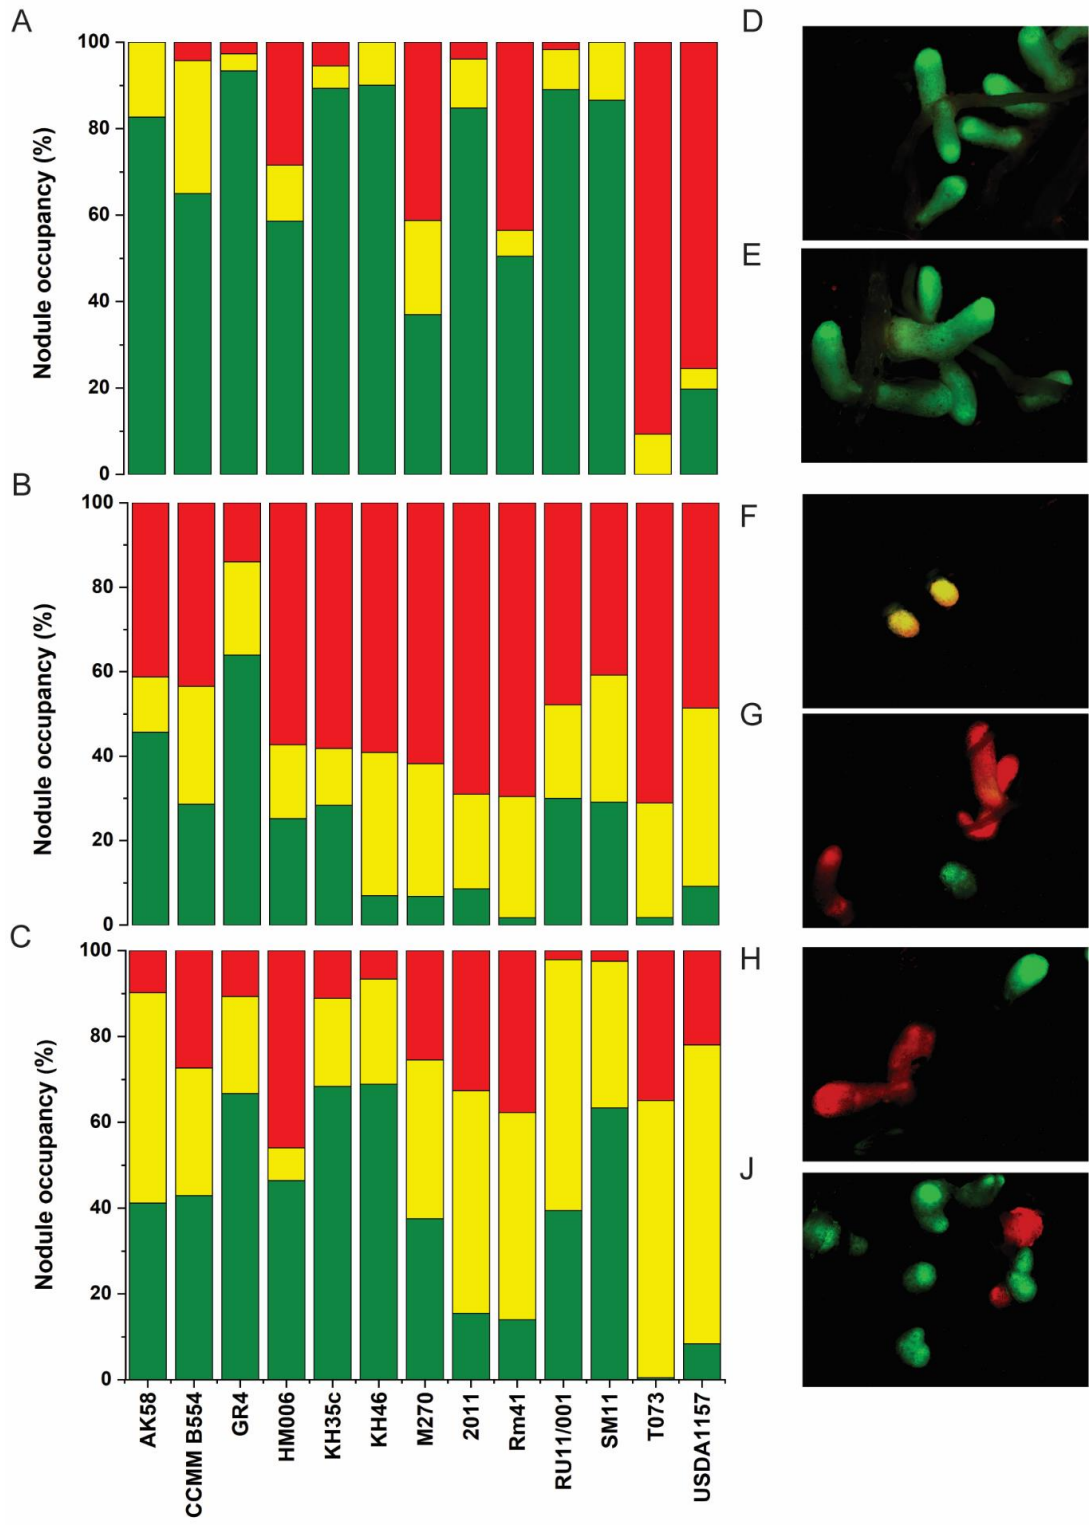 A
Nodule occupancy (%)
100
80
60
40
20
0
B
Nodule occupancy (%)
100
80
60
40
20
0
C
Nodule occupancy (%)
100
80
60
40
20
0
AK58
CCMM B554
GR4
HM006
KH35c
KH46
M270
2011
Rm41
RU11/001
SM11
T073
USDA1157
D
E
F
G
H
J